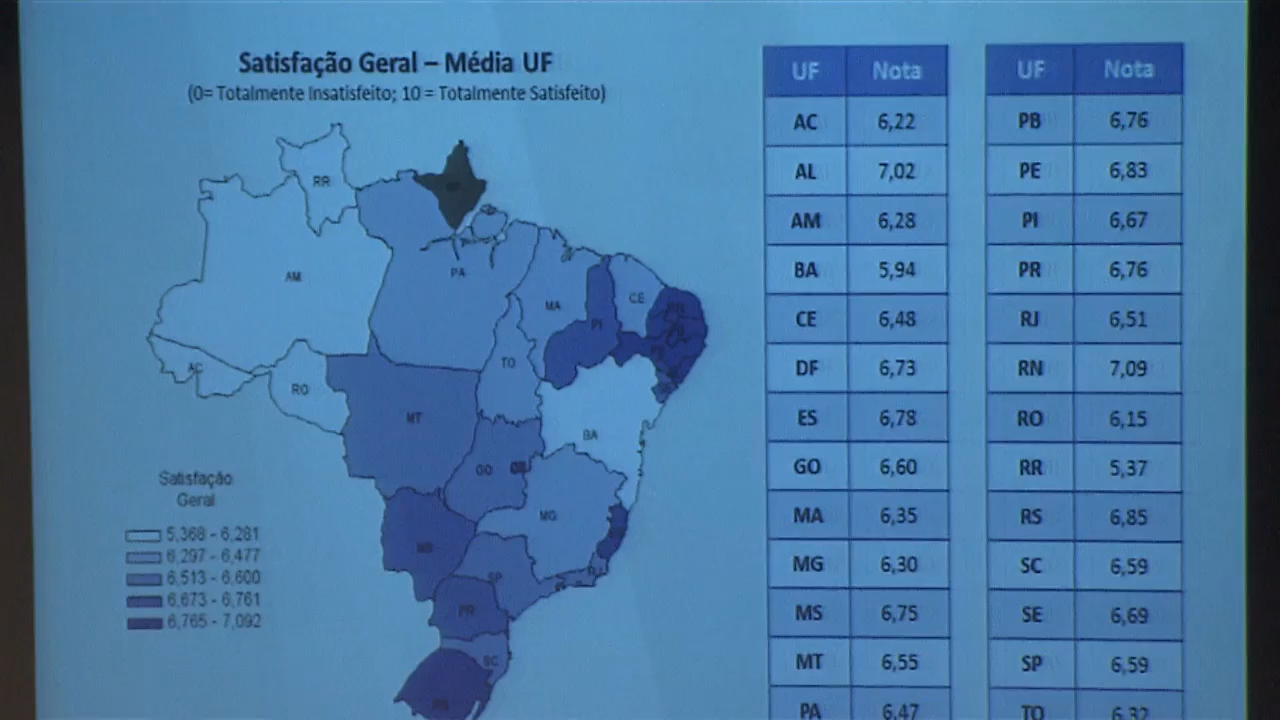 Satisfação Geral – Média UF
(0= Totalmente Insatisfeito; 10 = Totalmente Satisfeito)
RR
AM
PA
AC
RO
MA
PI
CE
RN
TO
MT
BA
GO
MG
MS
SP
RJ
PR
SC
RS
Satisfação
Geral
5,368 - 6,281
6,297 - 6,477
6,513 - 6,600
6,673 - 6,761
6,765 - 7,092
UF Nota
AC 6,22
AL 7,02
AM 6,28
BA 5,94
CE 6,48
DF 6,73
ES 6,78
GO 6,60
MA 6,35
MG 6,30
MS 6,75
MT 6,55
PA 6,47
UF Nota
PB 6,76
PE 6,83
PI 6,67
PR 6,76
RJ 6,51
RN 7,09
RO 6,15
RR 5,37
RS 6,85
SC 6,59
SE 6,69
SP 6,59
TO 6,32